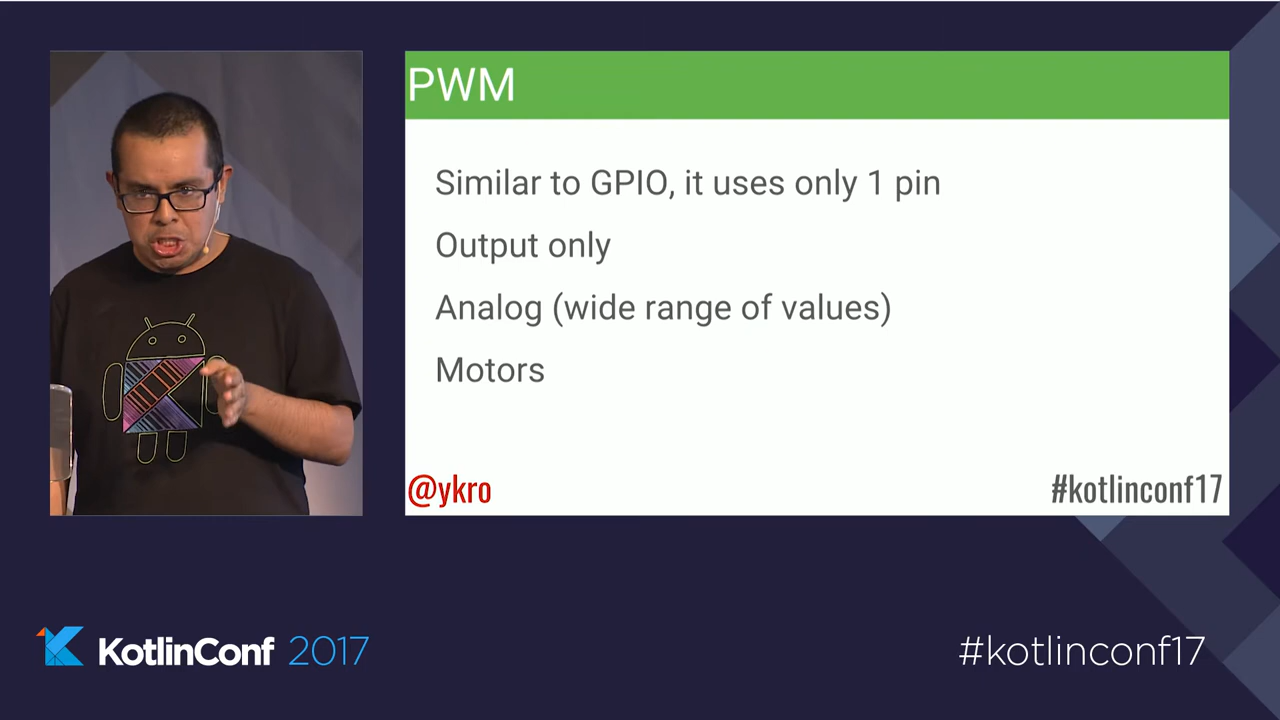 PWM
Similar to GPIO, it uses only 1 pin
Output only
Analog (wide range of values)
Motors
@ykro
#kotlinconf17
KotlinConf 2017
#kotlinconf17